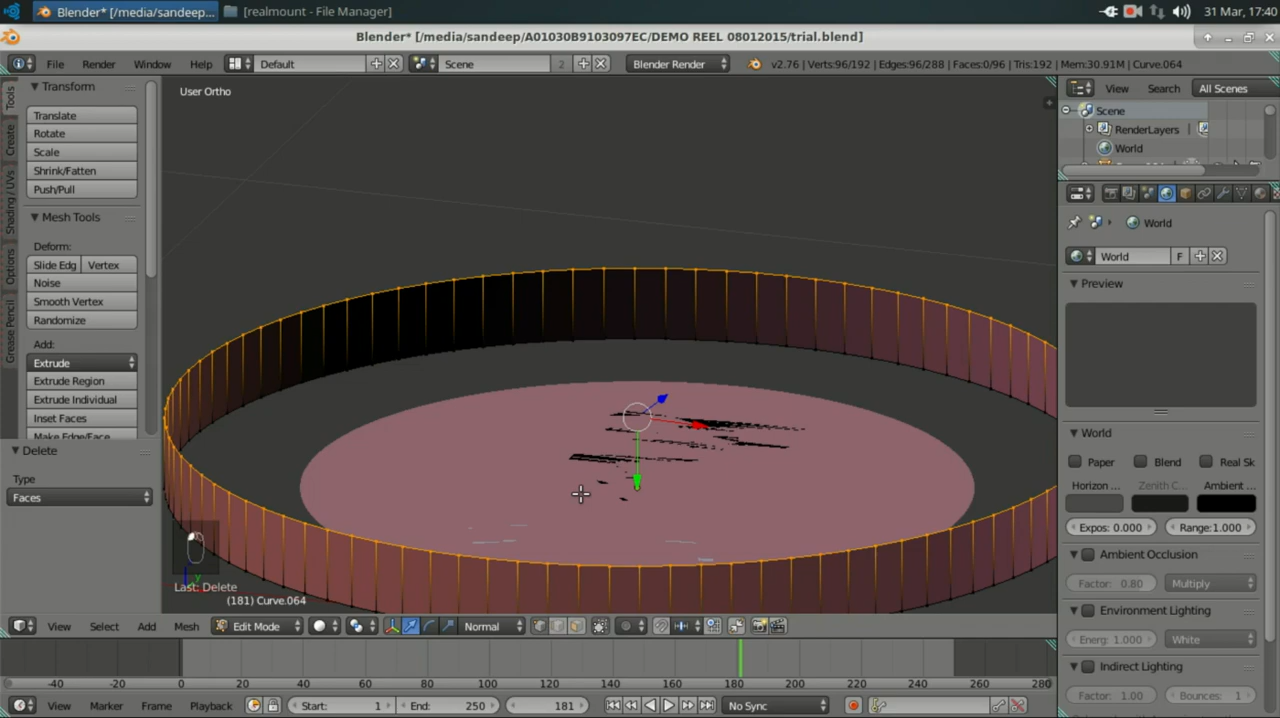 Blender* [/media/sandeep... [realmount - File Manager] 31 Mar, 17:40
Blender* [/media/sandeep/A01030B9103097EC/DEMO REEL 08012015/trial.blend]
File Render Window Help Default Scene 2 Blender Render v2.76 | Verts:96/192 | Edges:96/288 | Faces:0/96 | Tris:192 | Mem:30.91M | Curve.064
Tools
Create
Shading / UVs
Options
Grease Pencil
Transform
Translate
Rotate
Scale
Shrink/Fatten
Push/Pull
Mesh Tools
Deform:
Slide Edg Vertex
Noise
Smooth Vertex
Randomize
Add:
Extrude
Extrude Region
Extrude Individual
Inset Faces
Make Edge/Face
Delete
Type
Faces
User Ortho
y
Last: Delete
(181) Curve.064
View Select Add Mesh Edit Mode Normal
View Search All Scenes
Scene
RenderLayers
World
World
World F
Preview
World
Paper Blend Real Sk
Horizon ... Zenith C... Ambient ...
Expos: 0.000 Range:1.000
Ambient Occlusion
Factor: 0.80 Multiply
Environment Lighting
Energ: 1.000 White
Indirect Lighting
Factor: 1.00 Bounces: 1
-40 -20 0 20 40 60 80 100 120 140 160 180 200 220 240 260 280
View Marker Frame Playback Start: 1 End: 250 181 No Sync